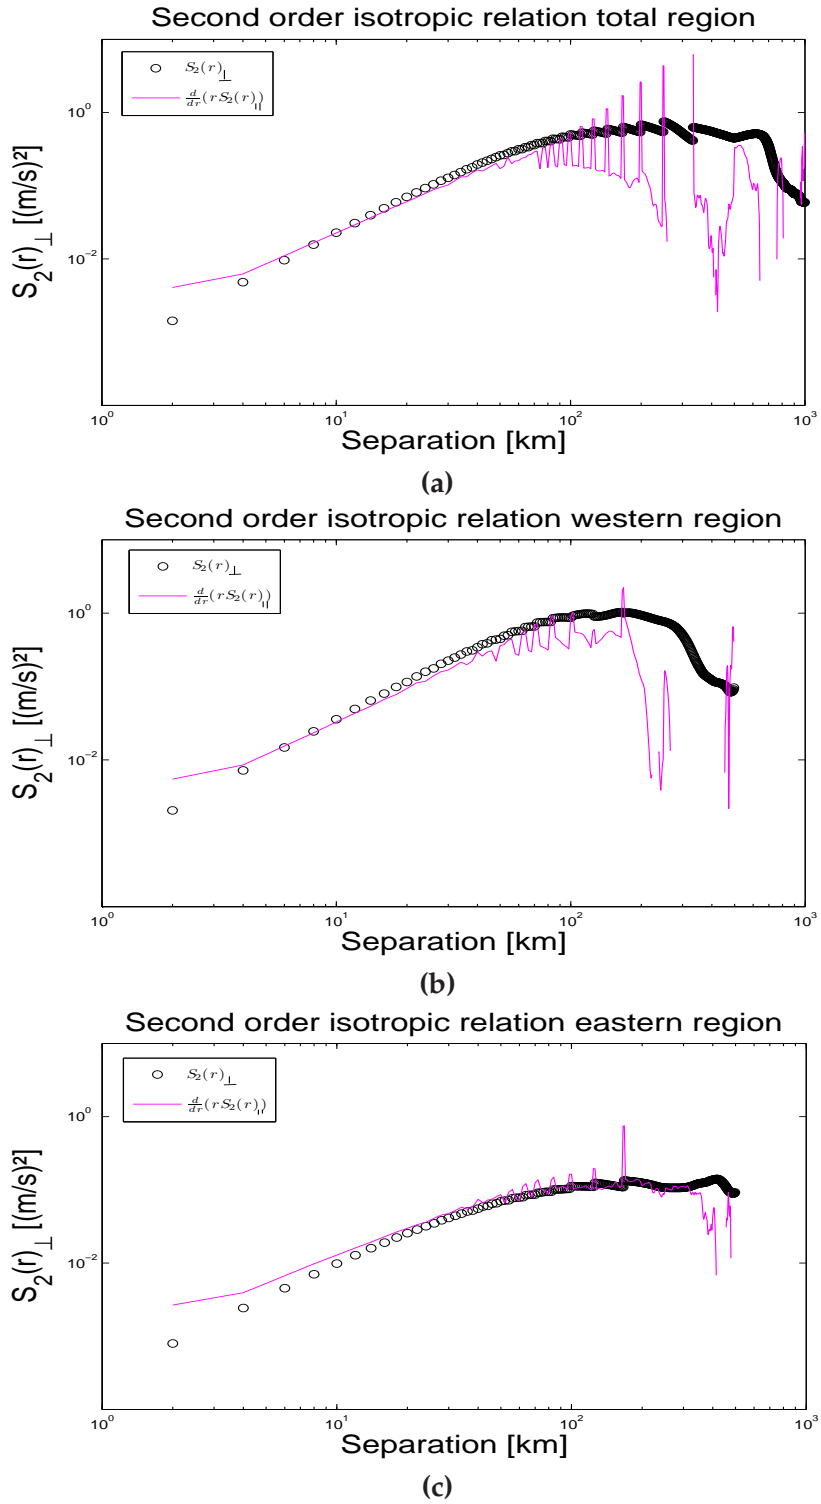 Second order isotropic relation total region
S₂(r)⊥
d/dr(rS₂(r)||)
10⁰
10⁻²
S₂(r)⊥ [(m/s)²]
10⁰ 10¹ 10² 10³
Separation [km]
(a)
Second order isotropic relation western region
S₂(r)⊥
d/dr(rS₂(r)||)
10⁰
10⁻²
S₂(r)⊥ [(m/s)²]
10⁰ 10¹ 10² 10³
Separation [km]
(b)
Second order isotropic relation eastern region
S₂(r)⊥
d/dr(rS₂(r)||)
10⁰
10⁻²
S₂(r)⊥ [(m/s)²]
10⁰ 10¹ 10² 10³
Separation [km]
(c)